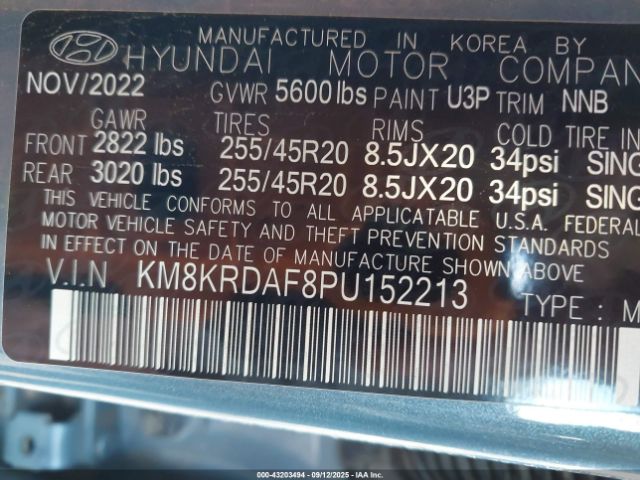 MANUFACTURED IN KOREA BY
HYUNDAI MOTOR COMPAN
NOV/2022 GVWR 5600 lbs PAINT U3P TRIM NNB
GAWR TIRES RIMS COLD TIRE IN
FRONT 2822 lbs 255/45R20 8.5JX20 34psi SING
REAR 3020 lbs 255/45R20 8.5JX20 34psi SING
THIS VEHICLE CONFORMS TO ALL APPLICATABLE U.S.A. FEDERAL
MOTOR VEHICLE SAFETY AND THEFT PREVENTION STANDARDS
IN EFFECT ON THE DATE OF MANUFACTURE SHOWN ABOVE.
V.I.N KM8KRDAF8PU152213
TYPE : M
000-43203494 - 09/12/2025 - IAAI.com